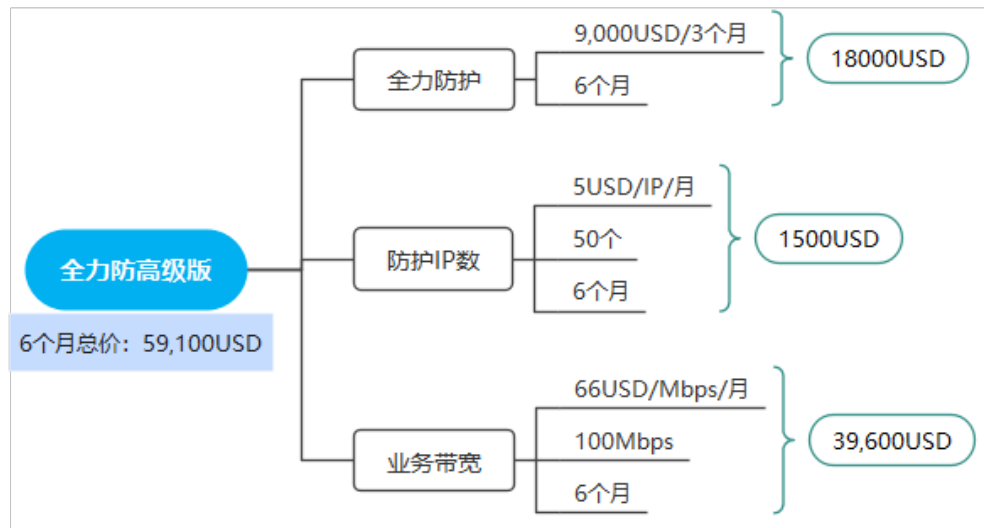 全力防高级版
6个月总价：59,100USD
全力防护
9,000USD/3个月
6个月
18000USD
防护IP数
5USD/IP/月
50个
6个月
1500USD
业务带宽
66USD/Mbps/月
100Mbps
6个月
39,600USD